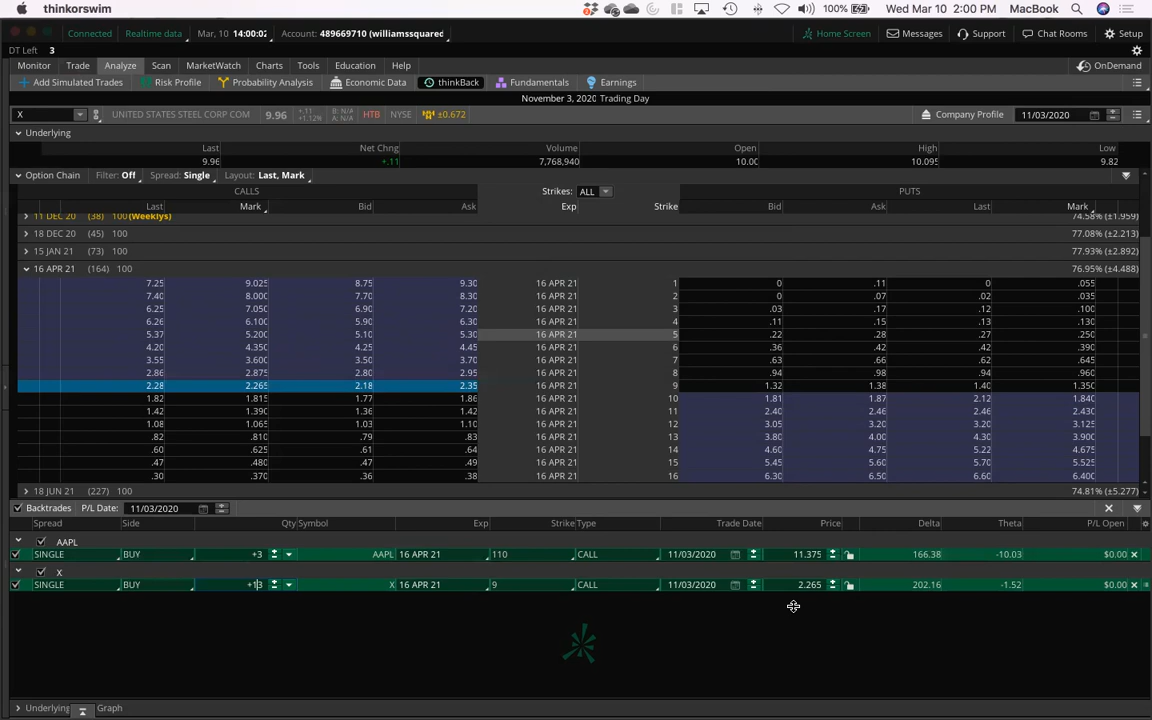 thinkorswim 100% Wed Mar 10 2:00 PM MacBook
Connected Realtime data Mar, 10 14:00:02 Account: 489669710 (williamssquared Home Screen Messages Support Chat Rooms Setup
DT Left 3
Monitor Trade Analyze Scan MarketWatch Charts Tools Education Help OnDemand
Add Simulated Trades Risk Profile Probability Analysis Economic Data thinkBack Fundamentals Earnings
November 3, 2020 Trading Day
X UNITED STATES STEEL CORP COM 9.96 +.11 +1.12% B: N/A A: N/A HTB NYSE ±0.672 Company Profile 11/03/2020
Underlying
Last Net Chng Volume Open High Low
9.96 +.11 7,768,940 10.00 10.095 9.82
Option Chain Filter: Off Spread: Single Layout: Last, Mark
CALLS Strikes: ALL PUTS
Last Mark Bid Ask Exp Strike Bid Ask Last Mark
11 DEC 20 (38) 100 (Weeklys) 74.58% (±1.959)
18 DEC 20 (45) 100 77.08% (±2.213)
15 JAN 21 (73) 100 77.93% (±2.892)
16 APR 21 (164) 100 76.95% (±4.488)
7.25 9.025 8.75 9.30 16 APR 21 1 0 .11 0 .055
7.40 8.000 7.70 8.30 16 APR 21 2 0 .07 .02 .035
6.25 7.050 6.90 7.20 16 APR 21 3 .03 .17 .12 .100
6.26 6.100 5.90 6.30 16 APR 21 4 .11 .15 .13 .130
5.37 5.200 5.10 5.30 16 APR 21 5 .22 .28 .27 .250
4.20 4.350 4.25 4.45 16 APR 21 6 .36 .42 .42 .390
3.55 3.600 3.50 3.70 16 APR 21 7 .63 .66 .62 .645
2.86 2.875 2.80 2.95 16 APR 21 8 .94 .98 .94 .960
2.28 2.265 2.18 2.35 16 APR 21 9 1.32 1.38 1.40 1.350
1.82 1.815 1.77 1.86 16 APR 21 10 1.81 1.87 2.12 1.840
1.42 1.390 1.36 1.42 16 APR 21 11 2.40 2.46 2.46 2.430
1.08 1.065 1.03 1.10 16 APR 21 12 3.05 3.20 3.20 3.125
.82 .810 .79 .83 16 APR 21 13 3.80 4.00 4.30 3.900
.60 .625 .61 .64 16 APR 21 14 4.60 4.75 5.22 4.675
.47 .480 .47 .49 16 APR 21 15 5.45 5.60 5.70 5.525
.30 .370 .36 .38 16 APR 21 16 6.30 6.50 6.60 6.400
18 JUN 21 (227) 100 74.81% (±5.277)
Backtrades P/L Date: 11/03/2020
Spread Side Qty Symbol Exp Strike Type Trade Date Price Delta Theta P/L Open
AAPL
SINGLE BUY +3 AAPL 16 APR 21 110 CALL 11/03/2020 11.375 166.38 -10.03 $0.00
X
SINGLE BUY +13 X 16 APR 21 9 CALL 11/03/2020 2.265 202.16 -1.52 $0.00
Underlying Graph